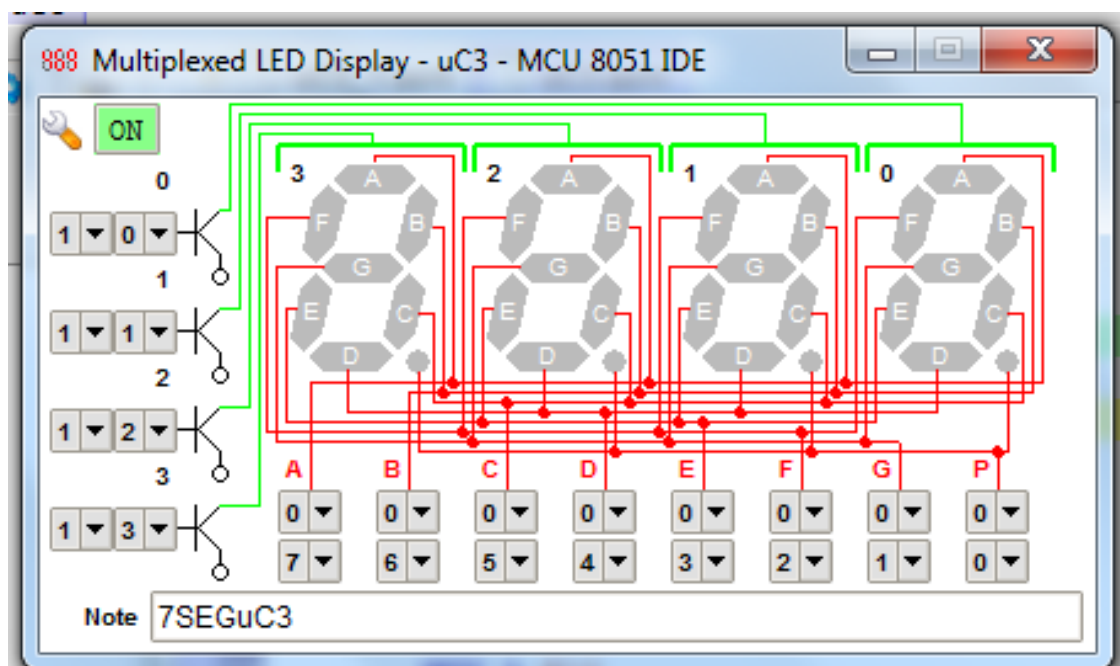 888 Multiplexed LED Display - uC3 - MCU 8051 IDE
ON
0
1 0
1
1 1
2
1 2
3
1 3
3 2 1 0
A A A A
F B F B F B F B
G G G G
E C E C E C E C
D D D D
A B C D E F G P
0 0 0 0 0 0 0 0
7 6 5 4 3 2 1 0
Note 7SEGuC3